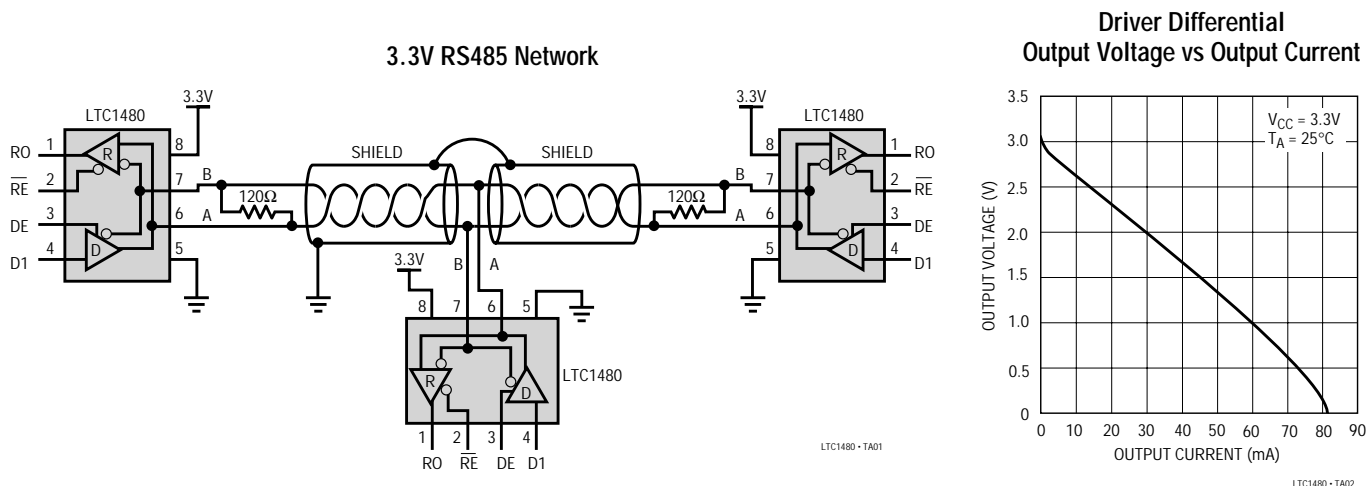 3.3V RS485 Network
LTC1480
3.3V
RO 1
RE 2
DE 3
D1 4
R
D
8
7
6
5
B
A
120Ω
SHIELD
SHIELD
B
A
120Ω
3.3V
LTC1480
8
7
6
5
R
D
1 RO
2 RE
3 DE
4 D1
3.3V
B
A
8
7
6
5
R
D
LTC1480
1
2
3
4
RO
RE
DE
D1
LTC1480 • TA01
Driver Differential
Output Voltage vs Output Current
VCC = 3.3V
TA = 25°C
OUTPUT VOLTAGE (V)
3.5
3.0
2.5
2.0
1.5
1.0
0.5
0
0 10 20 30 40 50 60 70 80 90
OUTPUT CURRENT (mA)
LTC1480 • TA02